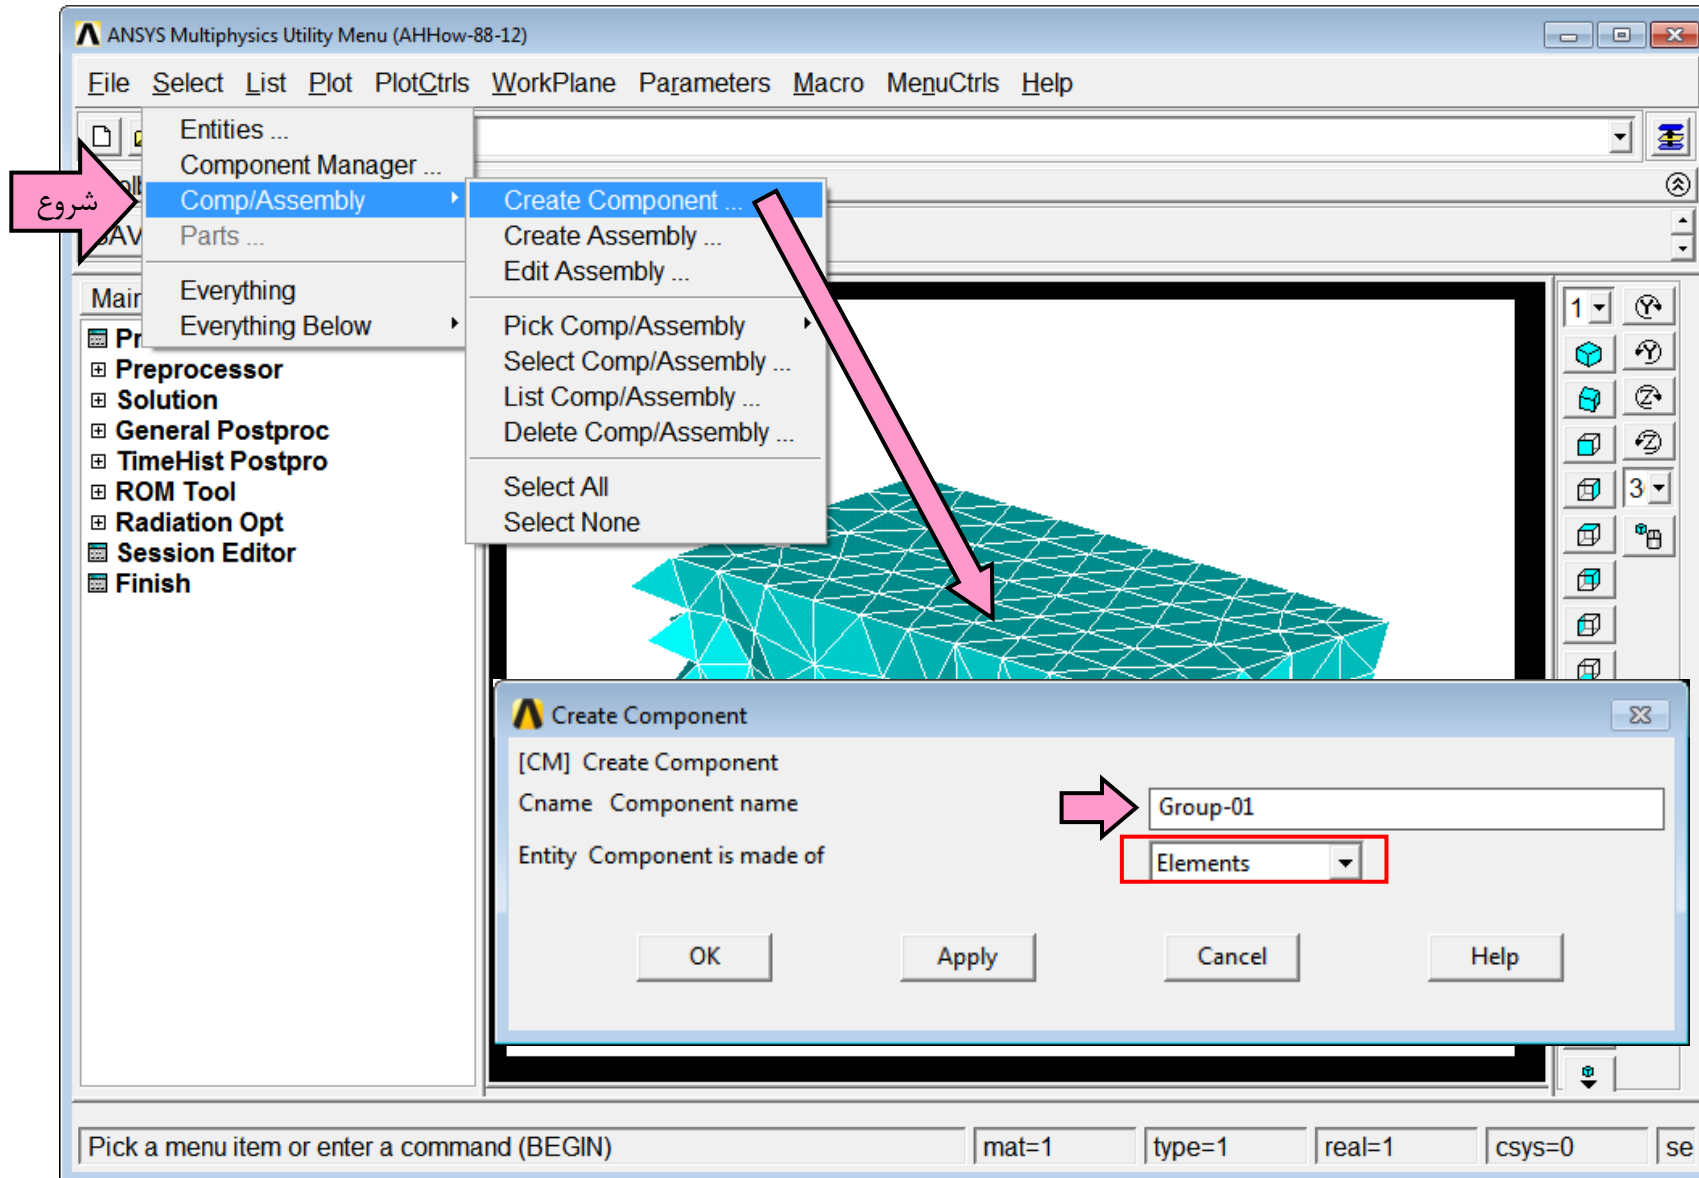 ANSYS Multiphysics Utility Menu (AHHow-88-12)
File Select List Plot PlotCtrls WorkPlane Parameters Macro MenuCtrls Help
Entities ...
Component Manager ...
شروع
Comp/Assembly
Parts ...
Everything
Everything Below
Create Component ...
Create Assembly ...
Edit Assembly ...
Pick Comp/Assembly
Select Comp/Assembly ...
List Comp/Assembly ...
Delete Comp/Assembly ...
Select All
Select None
Preprocessor
Solution
General Postproc
TimeHist Postpro
ROM Tool
Radiation Opt
Session Editor
Finish
1
Y
Y
Z
Z
3
Create Component
[CM] Create Component
Cname Component name
Group-01
Entity Component is made of
Elements
OK Apply Cancel Help
Pick a menu item or enter a command (BEGIN) mat=1 type=1 real=1 csys=0